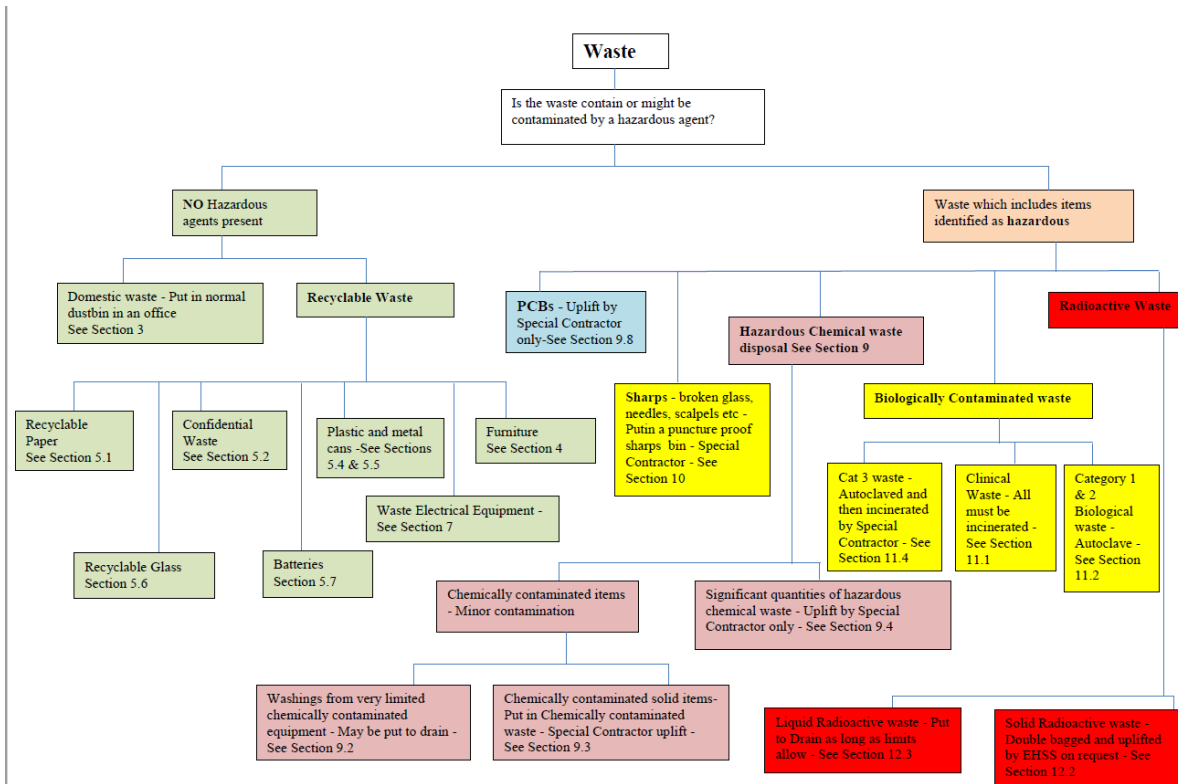 Waste
Is the waste contain or might be
contaminated by a hazardous agent?
NO Hazardous
agents present
Waste which includes items
identified as hazardous
Domestic waste - Put in normal
dustbin in an office
See Section 3
Recyclable Waste
PCBs - Uplift by
Special Contractor
only-See Section 9.8
Hazardous Chemical waste
disposal See Section 9
Radioactive Waste
Recyclable
Paper
See Section 5.1
Confidential
Waste
See Section 5.2
Plastic and metal
cans -See Sections
5.4 & 5.5
Furniture
See Section 4
Sharps - broken glass,
needles, scalpels etc -
Putin a puncture proof
sharps bin - Special
Contractor - See
Section 10
Biologically Contaminated waste
Cat 3 waste -
Autoclaved and
then incinerated
by Special
Contractor - See
Section 11.4
Clinical
Waste - All
must be
incinerated -
See Section
11.1
Category 1
& 2
Biological
waste -
Autoclave -
See Section
11.2
Waste Electrical Equipment -
See Section 7
Recyclable Glass
Section 5.6
Batteries
Section 5.7
Chemically contaminated items
- Minor contamination
Significant quantities of hazardous
chemical waste - Uplift by Special
Contractor only - See Section 9.4
Washings from very limited
chemically contaminated
equipment - May be put to drain -
See Section 9.2
Chemically contaminated solid items-
Put in Chemically contaminated
waste - Special Contractor uplift -
See Section 9.3
Liquid Radioactive waste - Put
to Drain as long as limits
allow - See Section 12.3
Solid Radioactive waste -
Double bagged and uplifted
by EHSS on request - See
Section 12.2